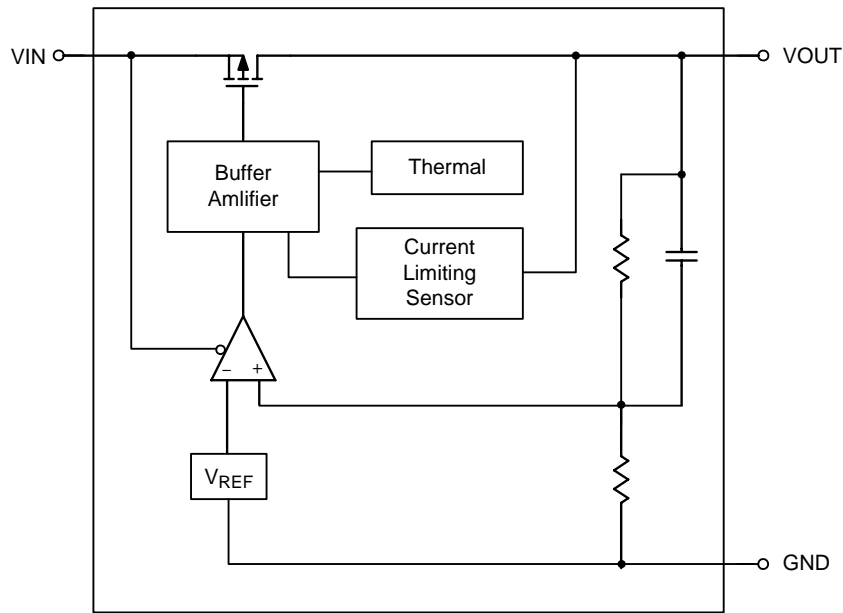 VIN
VOUT
Buffer
Amlifier
Thermal
Current
Limiting
Sensor
− +
VREF
GND